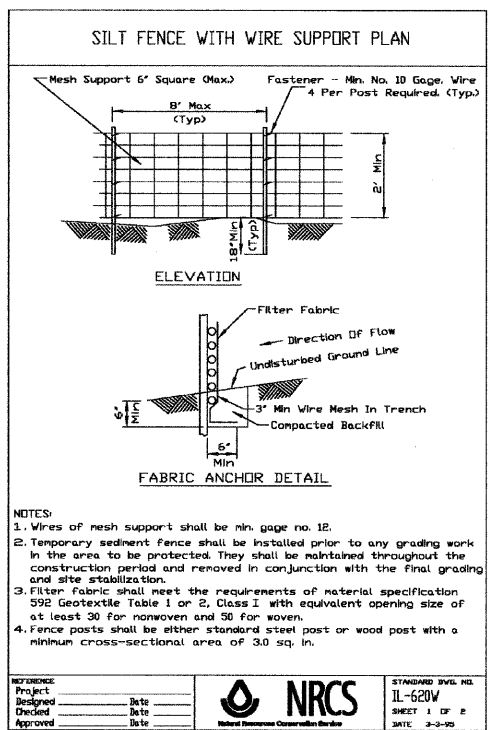 SILT FENCE WITH WIRE SUPPORT PLAN
Mesh Support 6" Square (Max.)
Fastener - Min. No. 10 Gage, Wire
4 Per Post Required. (Typ.)
8' Max
(Typ)
2' Min
18"Min
(Typ)
ELEVATION
Filter Fabric
Direction Of Flow
Undisturbed Ground Line
6"
Min
3" Min Wire Mesh In Trench
Compacted Backfill
6"
Min
FABRIC ANCHOR DETAIL
NOTES:
1. Wires of mesh support shall be min. gage no. 12.
2. Temporary sediment fence shall be installed prior to any grading work
in the area to be protected. They shall be maintained throughout the
construction period and removed in conjunction with the final grading
and site stabilization.
3. Filter fabric shall meet the requirements of material specification
592 Geotextile Table 1 or 2, Class I with equivalent opening size of
at least 30 for nonwoven and 50 for woven.
4. Fence posts shall be either standard steel post or wood post with a
minimum cross-sectional area of 3.0 sq. in.
REFERENCE
Project
Designed Date
Checked Date
Approved Date
NRCS
Natural Resources Conservation Service
STANDARD DWG. NO.
IL-620W
SHEET 1 OF 2
DATE 3-3-95